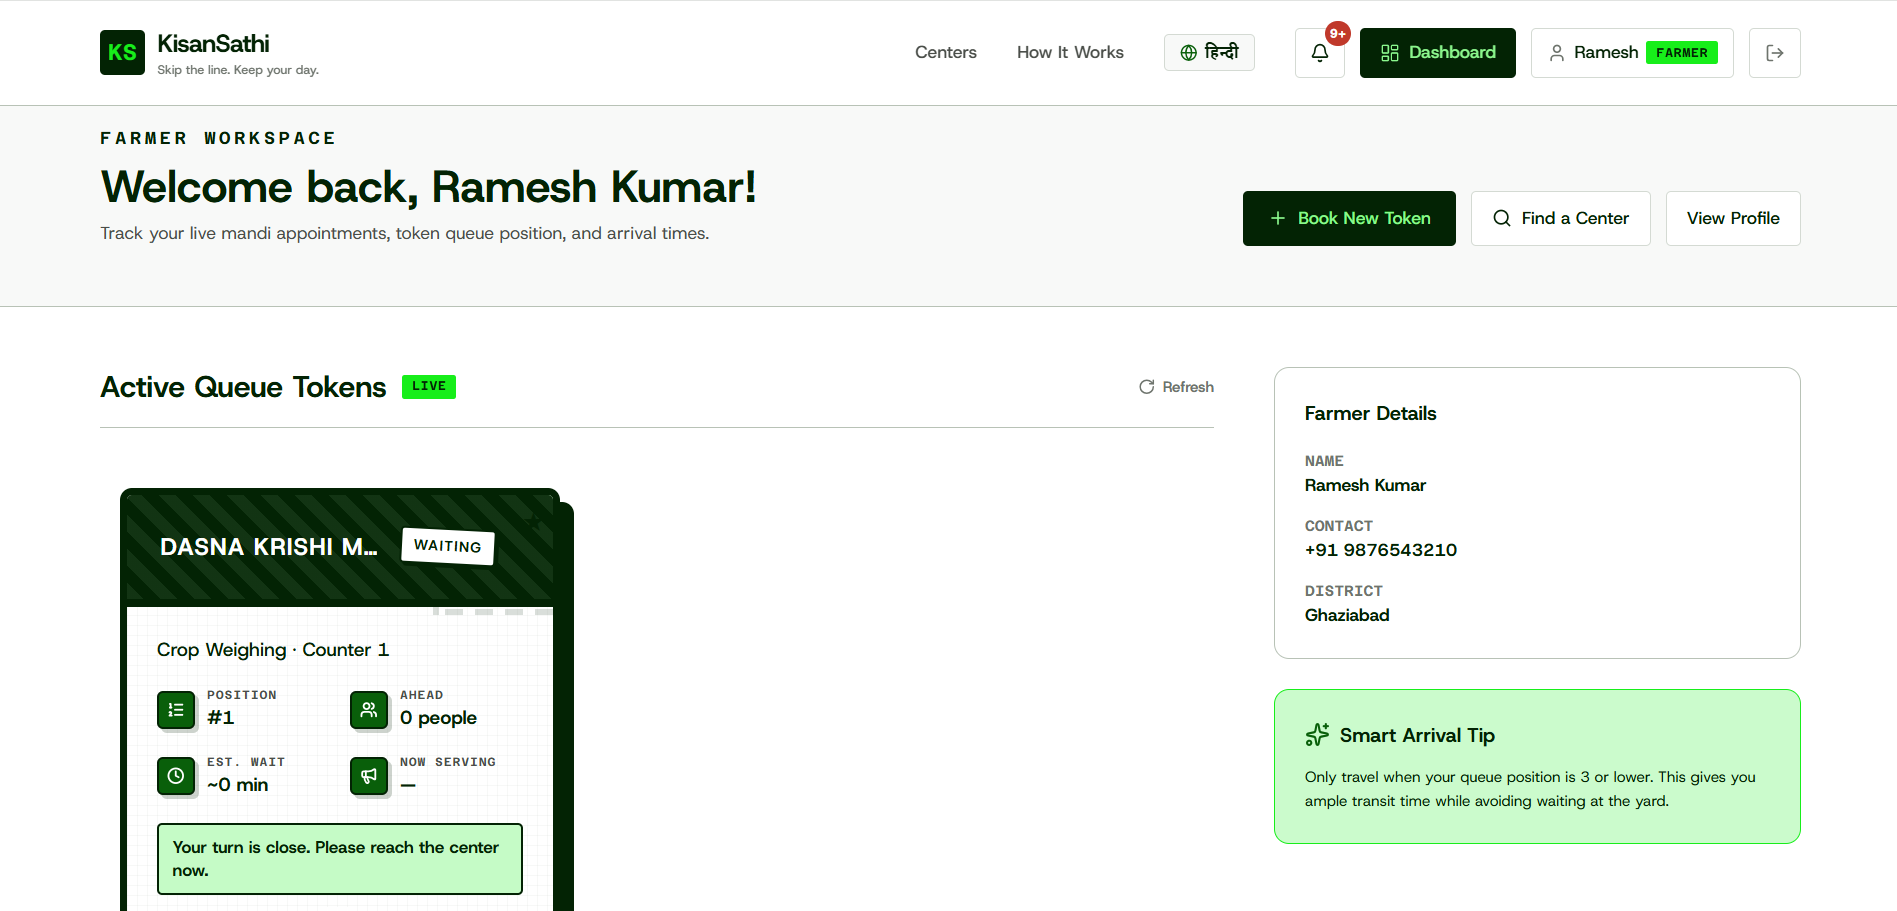 KS
KisanSathi
Skip the line. Keep your day.
Centers
How It Works
हिन्दी
9+
Dashboard
Ramesh
FARMER
FARMER WORKSPACE
Welcome back, Ramesh Kumar!
Track your live mandi appointments, token queue position, and arrival times.
Book New Token
Find a Center
View Profile
Active Queue Tokens
LIVE
Refresh
DASNA KRISHI M...
WAITING
Crop Weighing · Counter 1
POSITION
#1
AHEAD
0 people
EST. WAIT
~0 min
NOW SERVING
—
Your turn is close. Please reach the center
now.
Farmer Details
NAME
Ramesh Kumar
CONTACT
+91 9876543210
DISTRICT
Ghaziabad
Smart Arrival Tip
Only travel when your queue position is 3 or lower. This gives you
ample transit time while avoiding waiting at the yard.